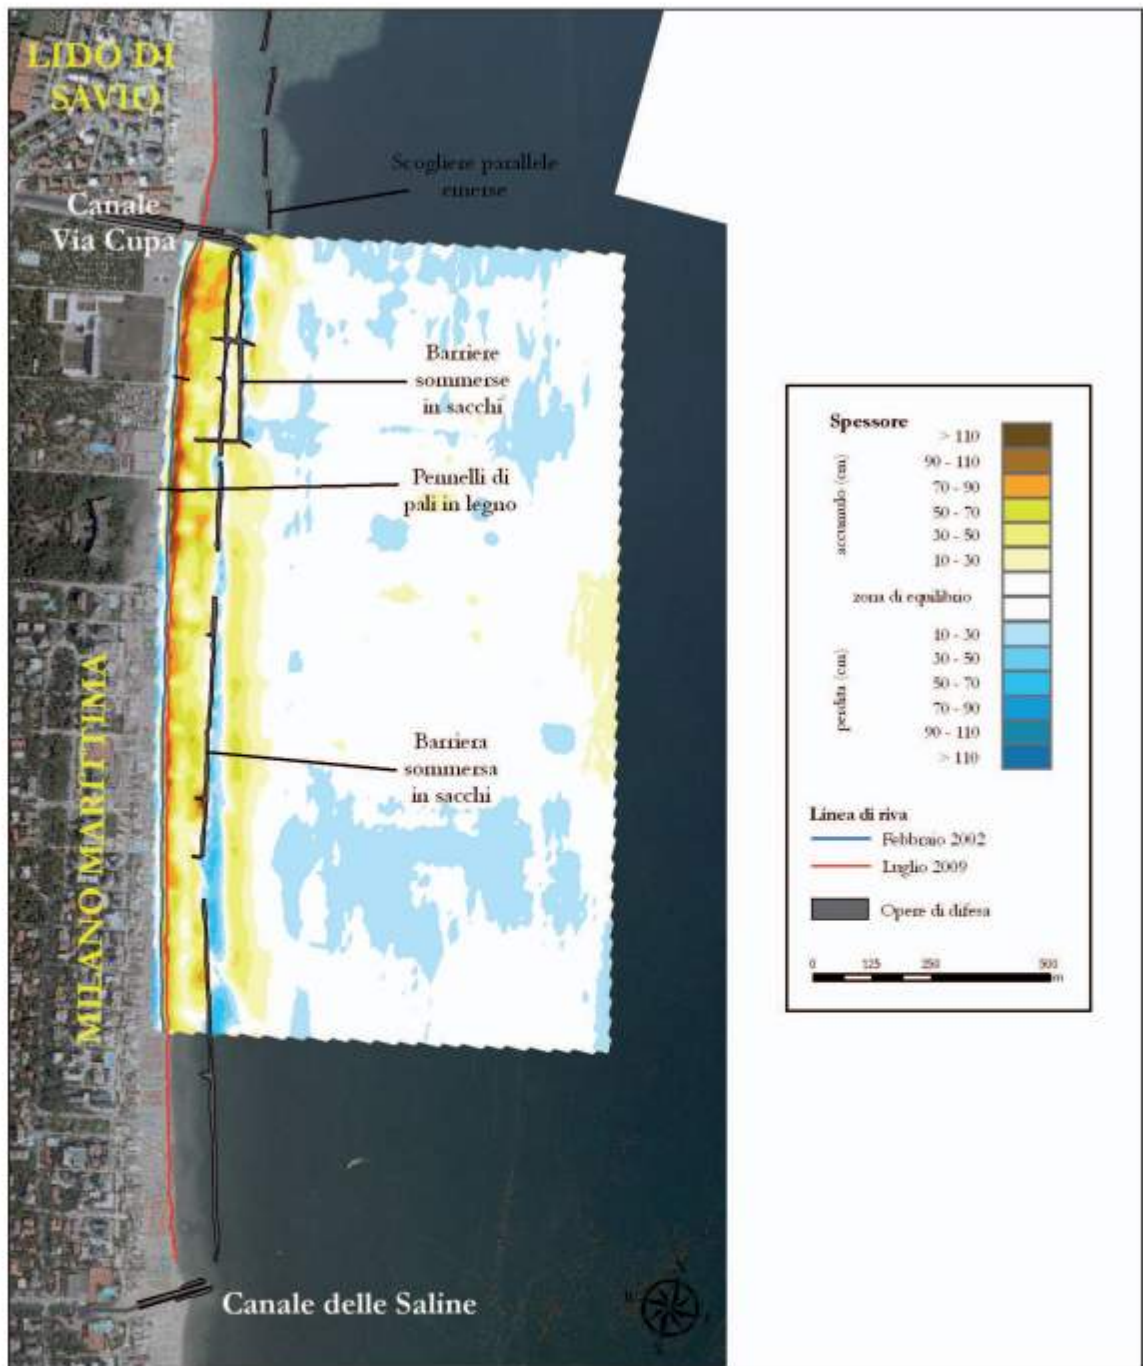 LIDO DI
SAVIO
Scogliere parallele
emerse
Canale
Via Cupa
Barriere
sommerse
in sacchi
Pennelli di
pali in legno
MILANO MARITTIMA
Barriera
sommersa
in sacchi
Canale delle Saline
Spessore
accumulo (cm)
> 110
90 - 110
70 - 90
50 - 70
30 - 50
10 - 30
zona di equilibrio
perdita (cm)
10 - 30
30 - 50
50 - 70
70 - 90
90 - 110
> 110
Linea di riva
Febbraio 2002
Luglio 2009
Opere di difesa
0 125 250 500
m